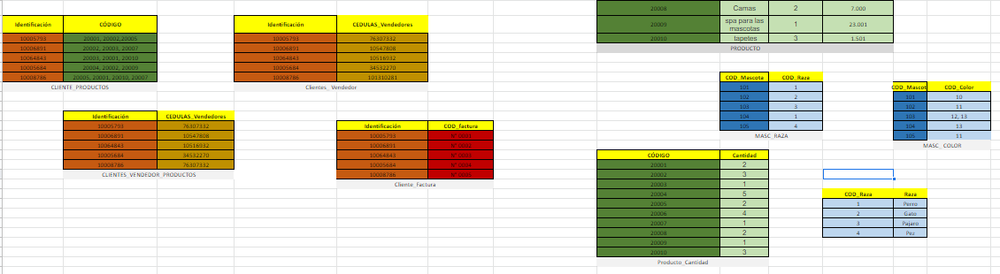 20008 Camas 2 7.000
20009 spa para las mascotas 1 23.001
20010 tapetes 3 1.501
PRODUCTO
Identificación CÓDIGO
10005793 20001, 20002,20005
10006891 20002, 20003, 20007
10064843 20003, 20001, 20010
10005684 20004, 20002, 20009
10008786 20005, 20001, 20010, 20007
CLIENTE_PRODUCTOS
Identificación CEDULAS_Vendedores
10005793 76307332
10006891 10547808
10064843 10516932
10005684 34532270
10008786 101310281
Clientes_ Vendedor
COD_Mascota COD_Raza
101 1
102 2
103 3
104 1
105 4
MASC_RAZA
COD_Mascot COD_Color
101 10
102 11
103 12, 13
104 13
105 11
MASC_ COLOR
Identificación CEDULAS_Vendedores
10005793 76307332
10006891 10547808
10064843 10516932
10005684 34532270
10008786 76307332
CLIENTES_VENDEDOR_PRODUCTOS
Identificación COD_factura
10005793
10006891
10064843
10005684
10008786
Cliente_Factura
CÓDIGO Cantidad
20001 2
20002 3
20003 1
20004 5
20005 2
20006 4
20007 1
20008 2
20009 1
20010 3
Producto_Cantidad
COD_Raza Raza
1 Perro
2 Gato
3 Pajaro
4 Pez